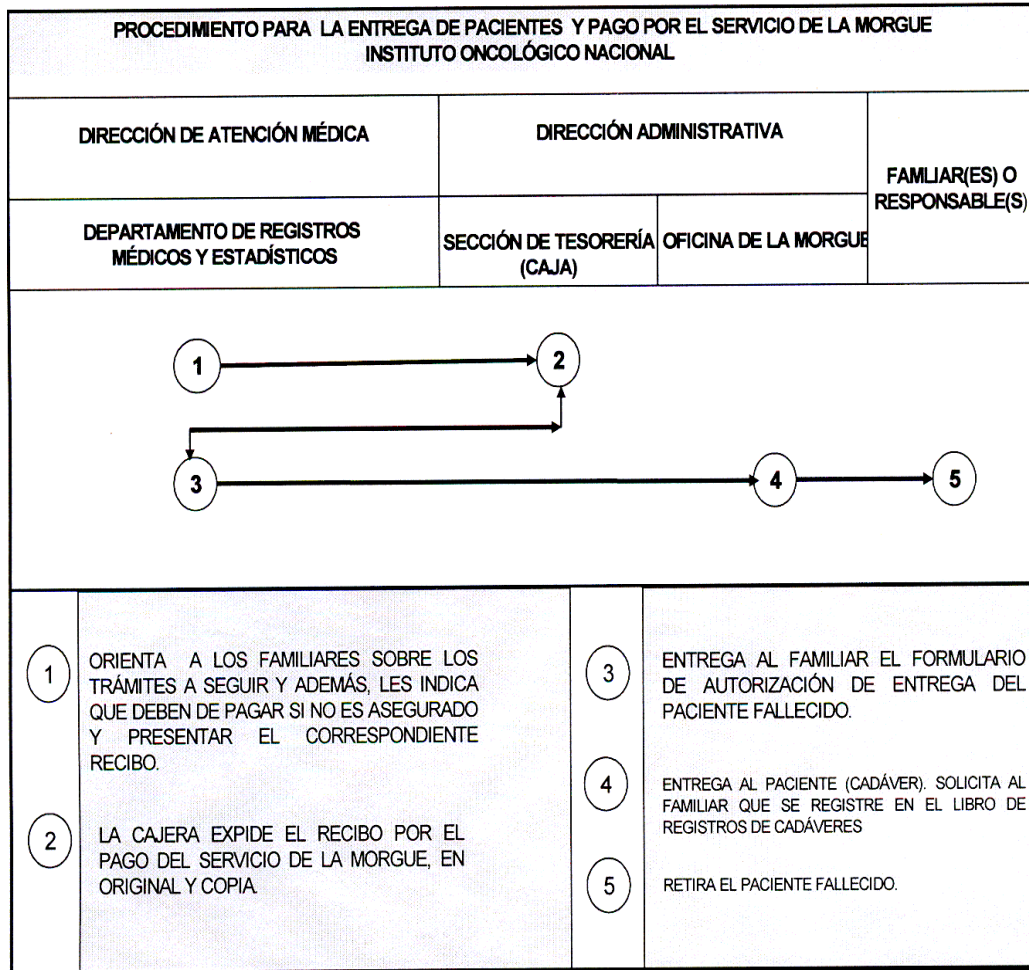 PROCEDIMIENTO PARA LA ENTREGA DE PACIENTES Y PAGO POR EL SERVICIO DE LA MORGUE
INSTITUTO ONCOLÓGICO NACIONAL
DIRECCIÓN DE ATENCIÓN MÉDICA
DIRECCIÓN ADMINISTRATIVA
FAMLIAR(ES) O
RESPONSABLE(S)
DEPARTAMENTO DE REGISTROS
MÉDICOS Y ESTADÍSTICOS
SECCIÓN DE TESORERÍA
(CAJA)
OFICINA DE LA MORGUE
1
2
3
4
5
1
ORIENTA A LOS FAMILIARES SOBRE LOS
TRÁMITES A SEGUIR Y ADEMÁS, LES INDICA
QUE DEBEN DE PAGAR SI NO ES ASEGURADO
Y PRESENTAR EL CORRESPONDIENTE
RECIBO.
2
LA CAJERA EXPIDE EL RECIBO POR EL
PAGO DEL SERVICIO DE LA MORGUE, EN
ORIGINAL Y COPIA.
3
ENTREGA AL FAMILIAR EL FORMULARIO
DE AUTORIZACIÓN DE ENTREGA DEL
PACIENTE FALLECIDO.
4
ENTREGA AL PACIENTE (CADÁVER). SOLICITA AL
FAMILIAR QUE SE REGISTRE EN EL LIBRO DE
REGISTROS DE CADÁVERES
5
RETIRA EL PACIENTE FALLECIDO.